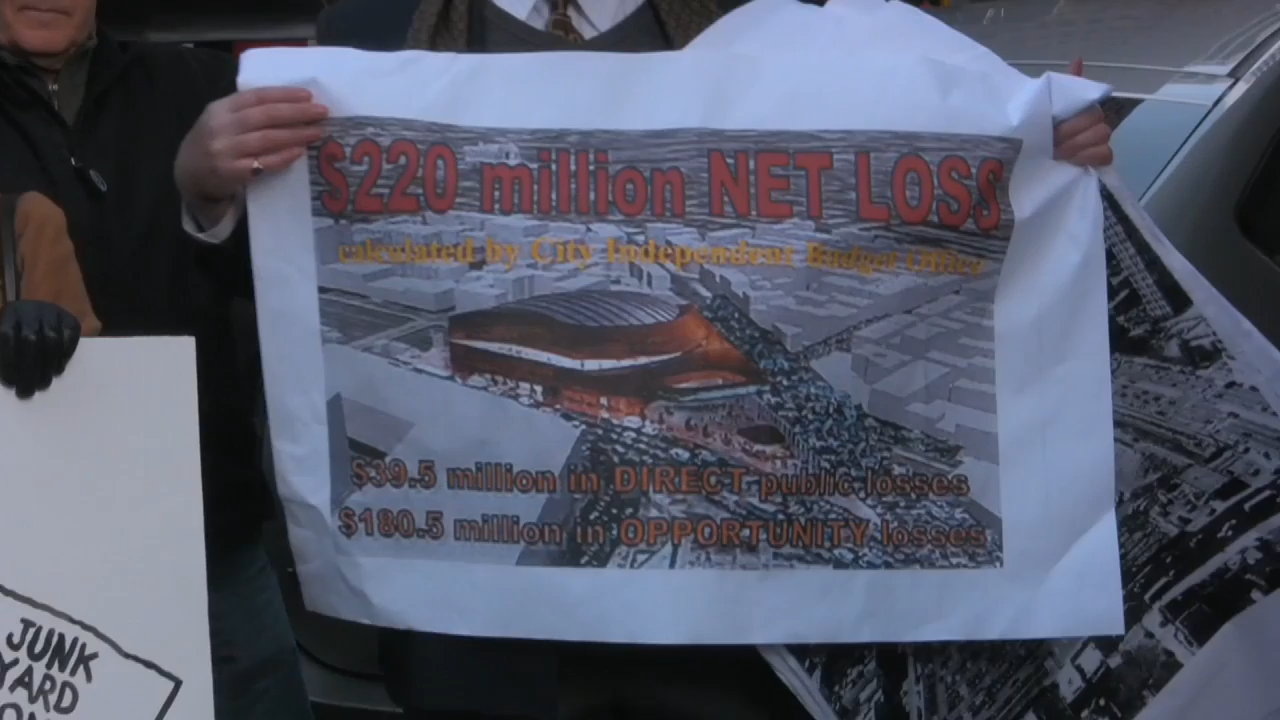 $220 million NET LOSS
calculated by City Independent Budget Office
$39.5 million in DIRECT public losses
$180.5 million in OPPORTUNITY losses
JUNK
YARD